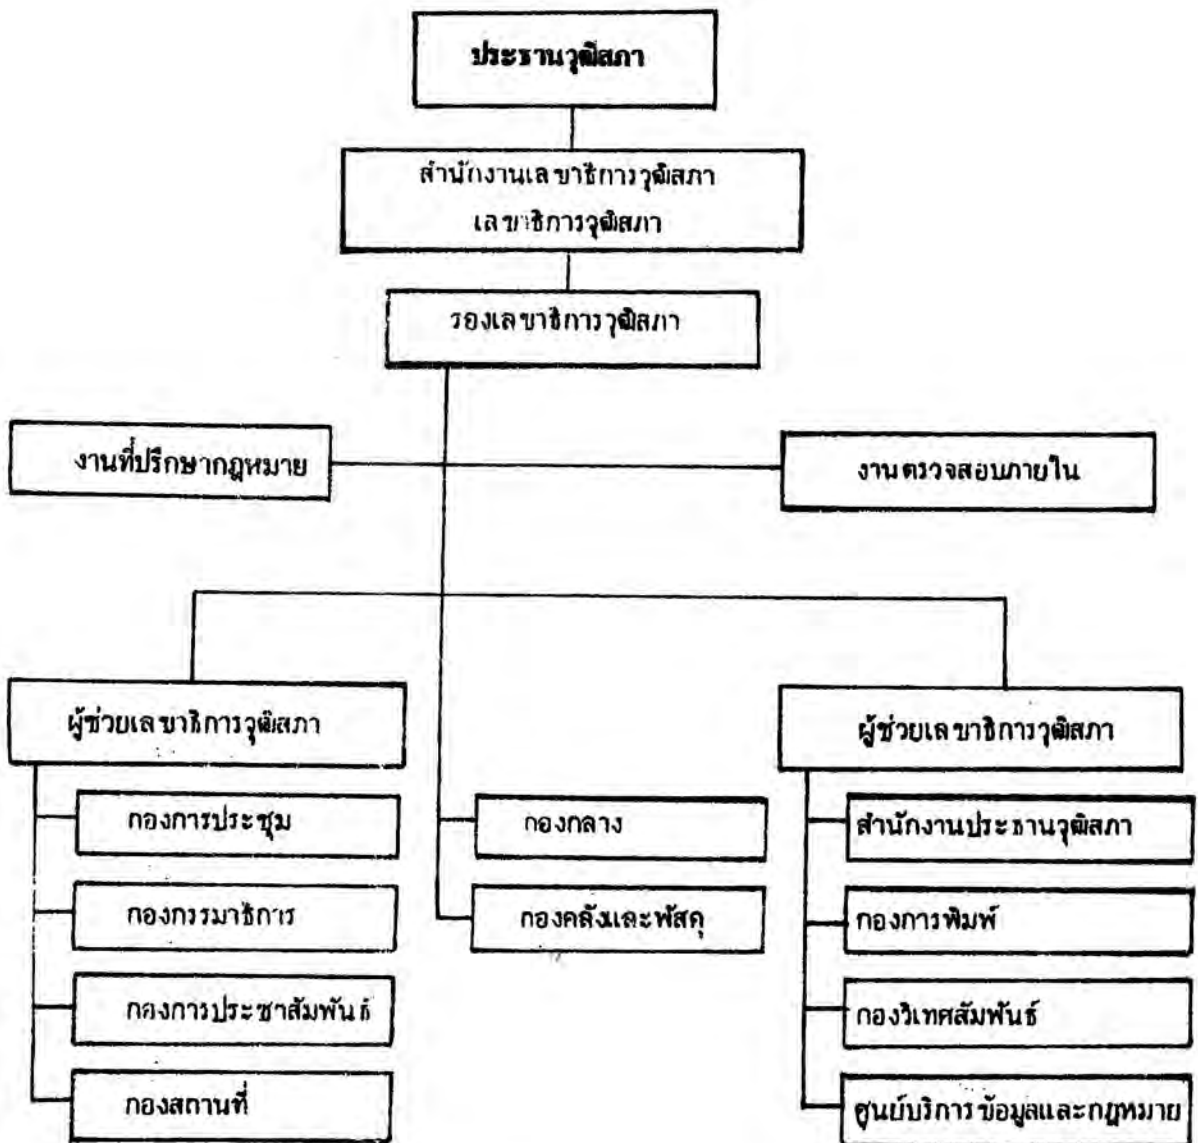 ประธานวุฒิสภา
สำนักงานเลขาธิการวุฒิสภา
เลขาธิการวุฒิสภา
รองเลขาธิการวุฒิสภา
งานที่ปรึกษากฎหมาย
งานตรวจสอบภายใน
ผู้ช่วยเลขาธิการวุฒิสภา
กองการประชุม
กองกรรมาธิการ
กองการประชาสัมพันธ์
กองสถานที่
กองกลาง
กองคลังและพัสดุ
ผู้ช่วยเลขาธิการวุฒิสภา
สำนักงานประธานวุฒิสภา
กองการพิมพ์
กองวิเทศสัมพันธ์
ศูนย์บริการข้อมูลและกฎหมาย